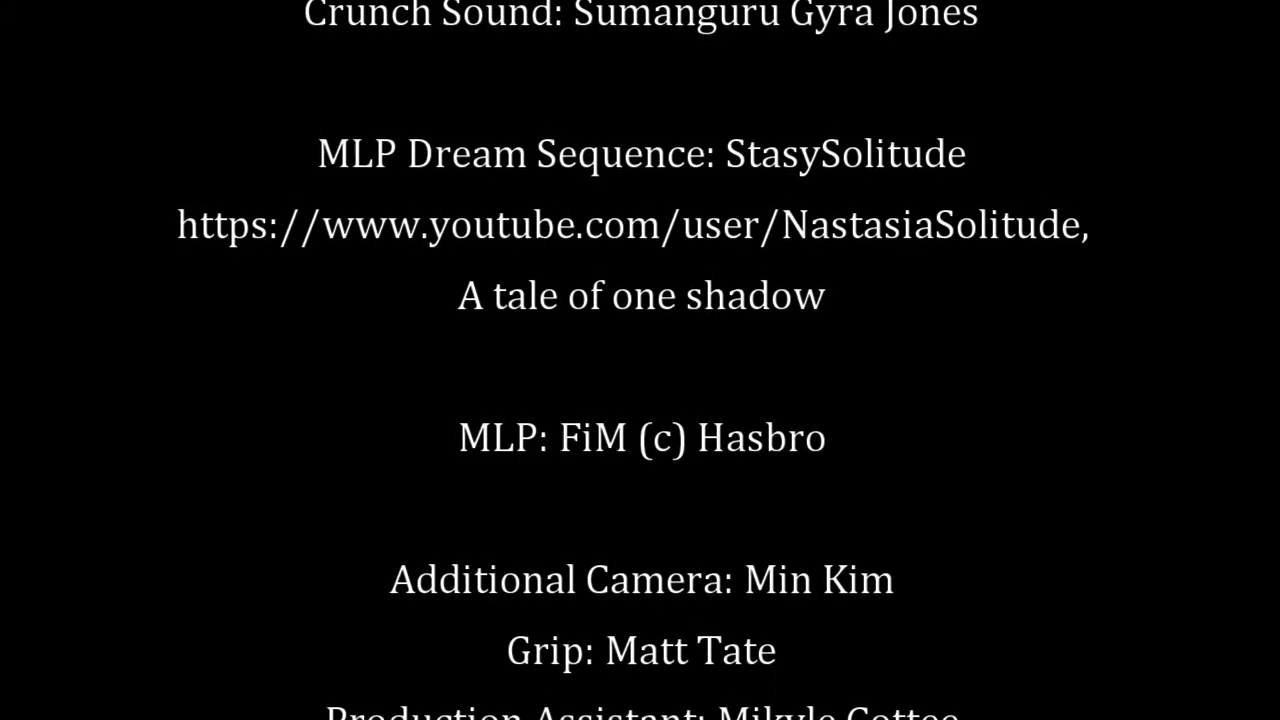 Crunch Sound: Sumanguru Gyra Jones
MLP Dream Sequence: StasySolitude
https://www.youtube.com/user/NastasiaSolitude,
A tale of one shadow
MLP: FiM (c) Hasbro
Additional Camera: Min Kim
Grip: Matt Tate
Production Assistant: Mikyle